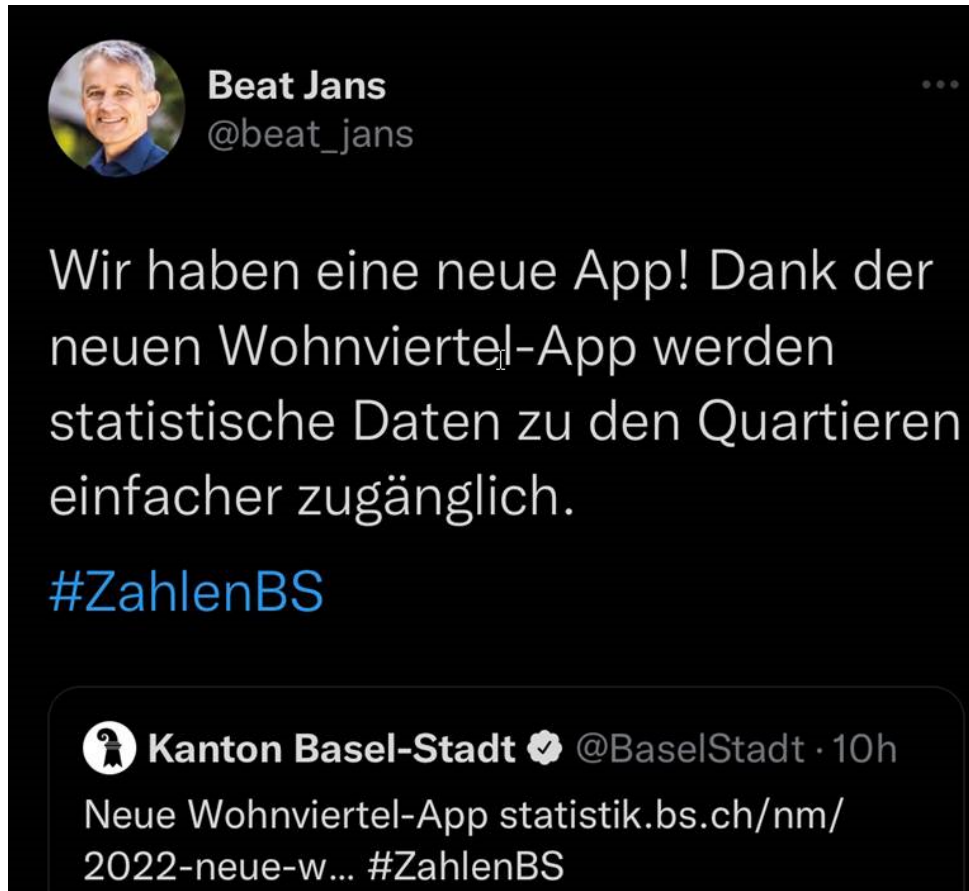 Beat Jans
@beat_jans
Wir haben eine neue App! Dank der
neuen Wohnviertel-App werden
statistische Daten zu den Quartieren
einfacher zugänglich.
#ZahlenBS
Kanton Basel-Stadt @BaselStadt · 10h
Neue Wohnviertel-App statistik.bs.ch/nm/
2022-neue-w... #ZahlenBS